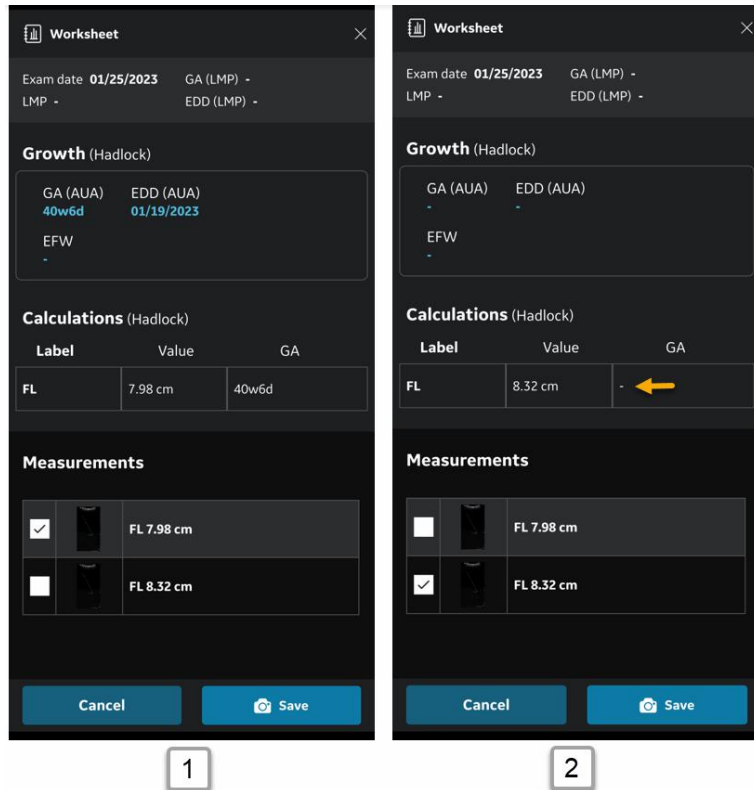 Worksheet
Exam date 01/25/2023 GA (LMP) -
LMP - EDD (LMP) -
Growth (Hadlock)
GA (AUA) EDD (AUA)
40w6d 01/19/2023
EFW
-
Calculations (Hadlock)
Label Value GA
FL 7.98 cm 40w6d
Measurements
FL 7.98 cm
FL 8.32 cm
Cancel Save
1
Worksheet
Exam date 01/25/2023 GA (LMP) -
LMP - EDD (LMP) -
Growth (Hadlock)
GA (AUA) EDD (AUA)
- -
EFW
-
Calculations (Hadlock)
Label Value GA
FL 8.32 cm -
Measurements
FL 7.98 cm
FL 8.32 cm
Cancel Save
2